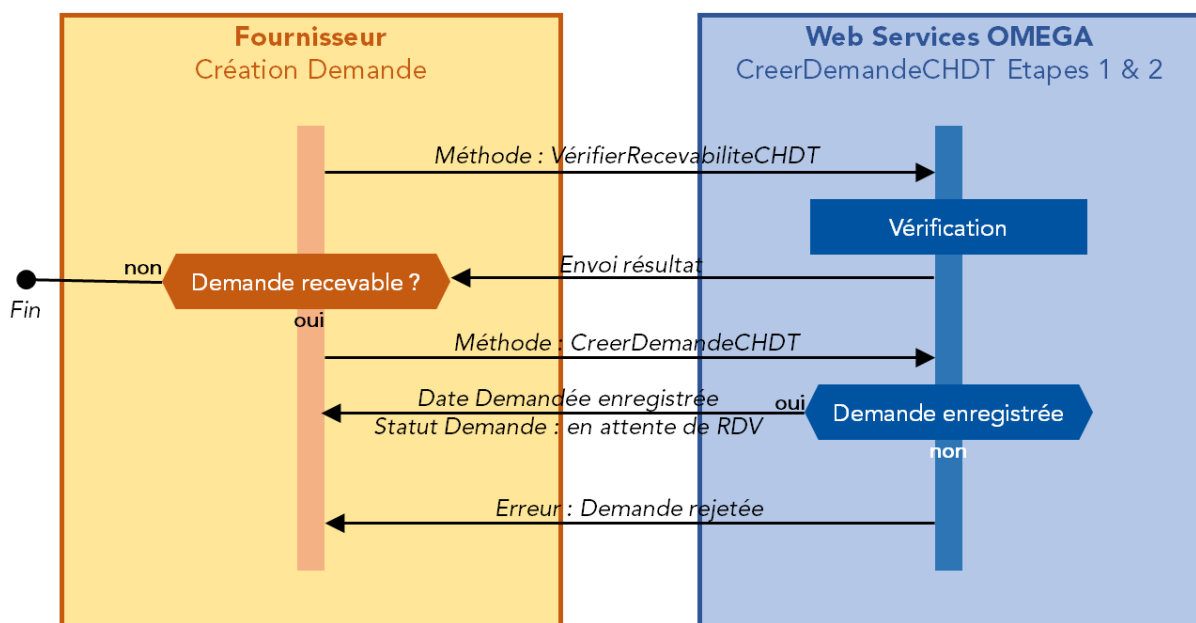 Fournisseur
Création Demande
Web Services OMEGA
CreerDemandeCHDT Etapes 1 & 2
Méthode : VérifierRecevabiliteCHDT
Vérification
Envoi résultat
non
Demande recevable ?
Fin
oui
Méthode : CreerDemandeCHDT
Date Demandée enregistrée
oui
Statut Demande : en attente de RDV
Demande enregistrée
non
Erreur : Demande rejetée